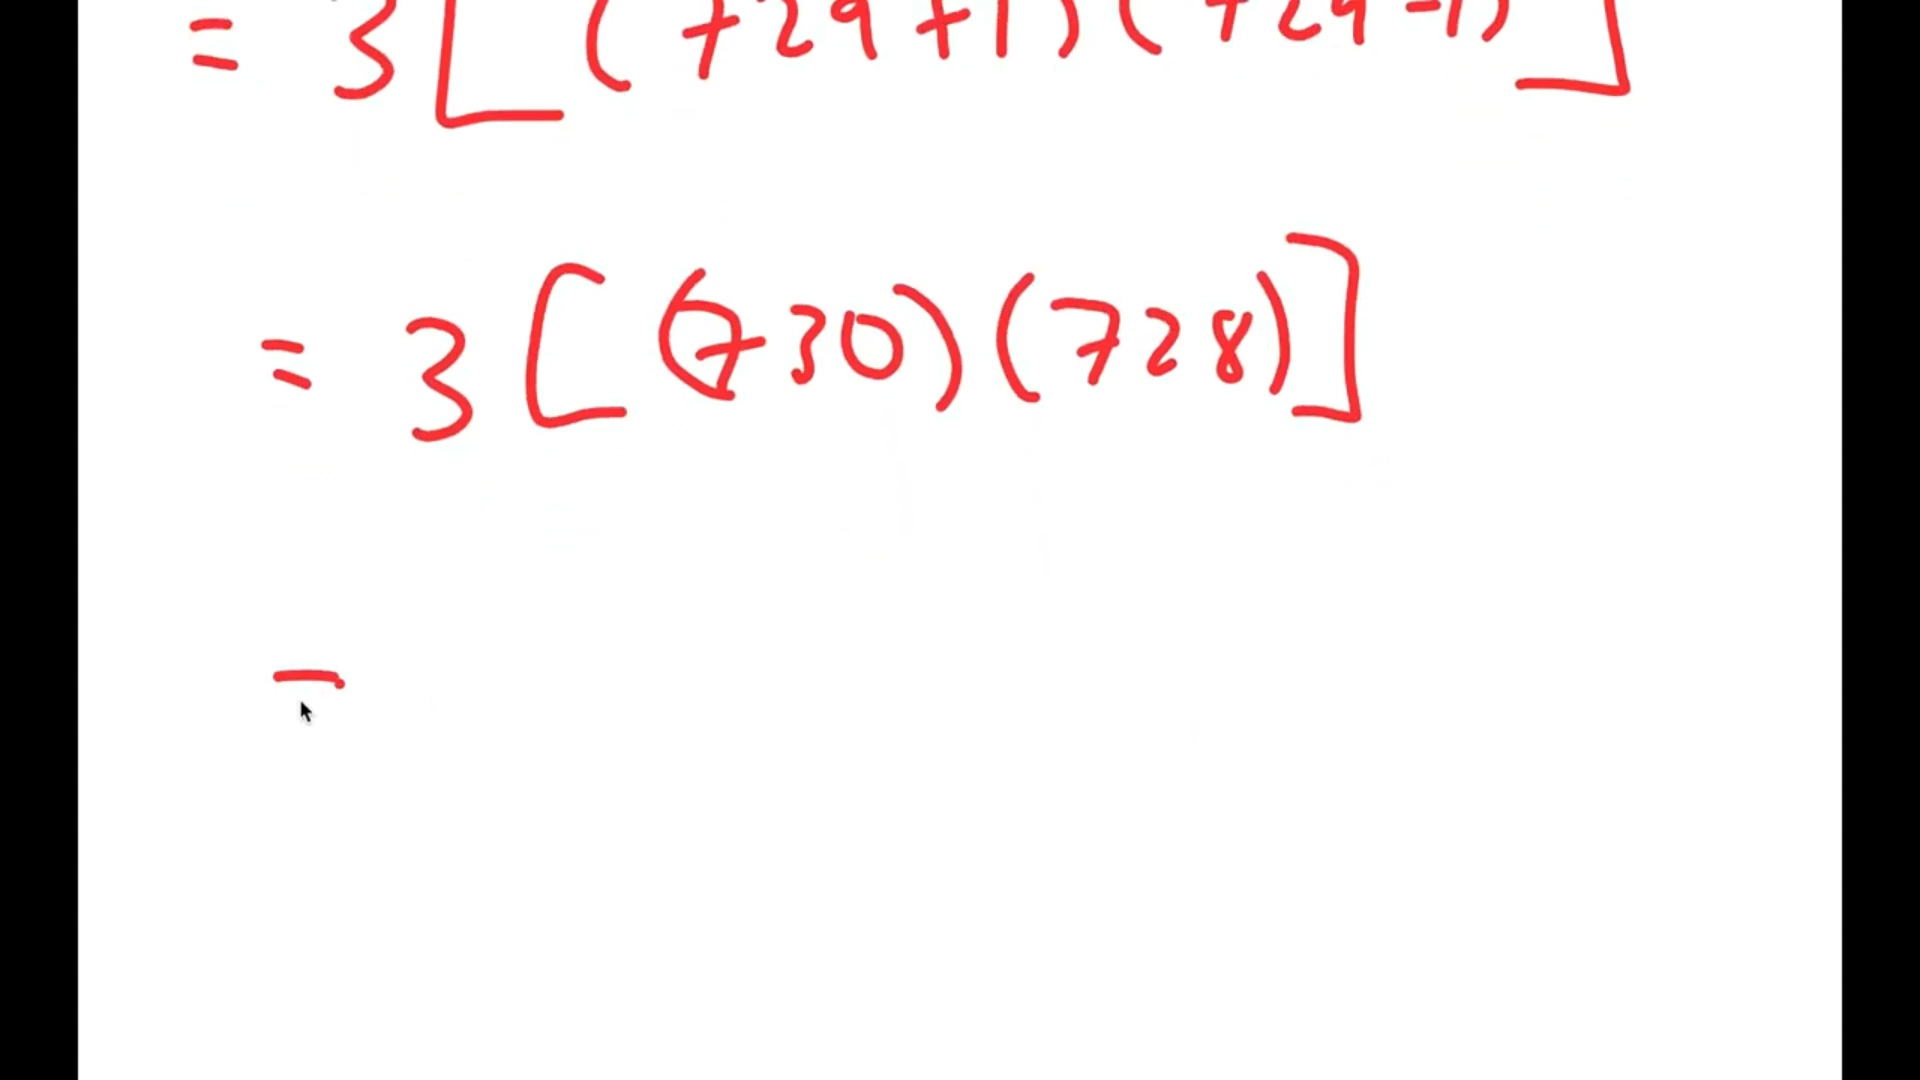 = 3[(729+1)(729-1)]
= 3[(730)(728)]